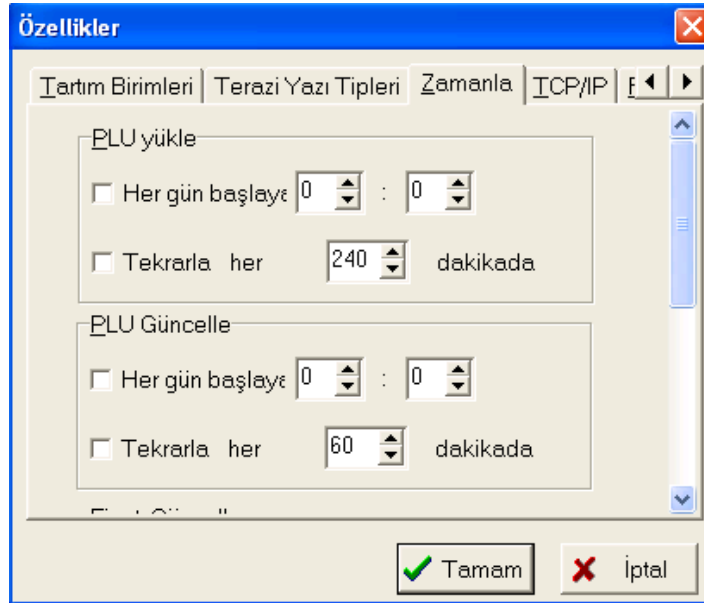 Özellikler
Tartım Birimleri Terazi Yazı Tipleri Zamanla TCP/IP
PLU yükle
Her gün başlaya 0 : 0
Tekrarla her 240 dakikada
PLU Güncelle
Her gün başlaya 0 : 0
Tekrarla her 60 dakikada
Tamam İptal